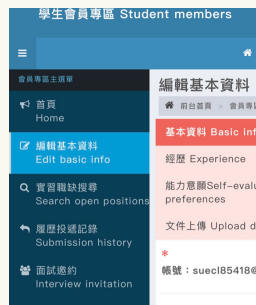 學生會員專區 Student members
會員專區主選單
首頁
Home
編輯基本資料
Edit basic info
實習職缺搜尋
Search open positions
履歷投遞記錄
Submission history
面試邀約
Interview invitation
編輯基本資料
前台首頁 > 會員專
基本資料 Basic inf
經歷 Experience
能力意願Self-evalu
preferences
文件上傳 Upload d
*
帳號：suecl85418@